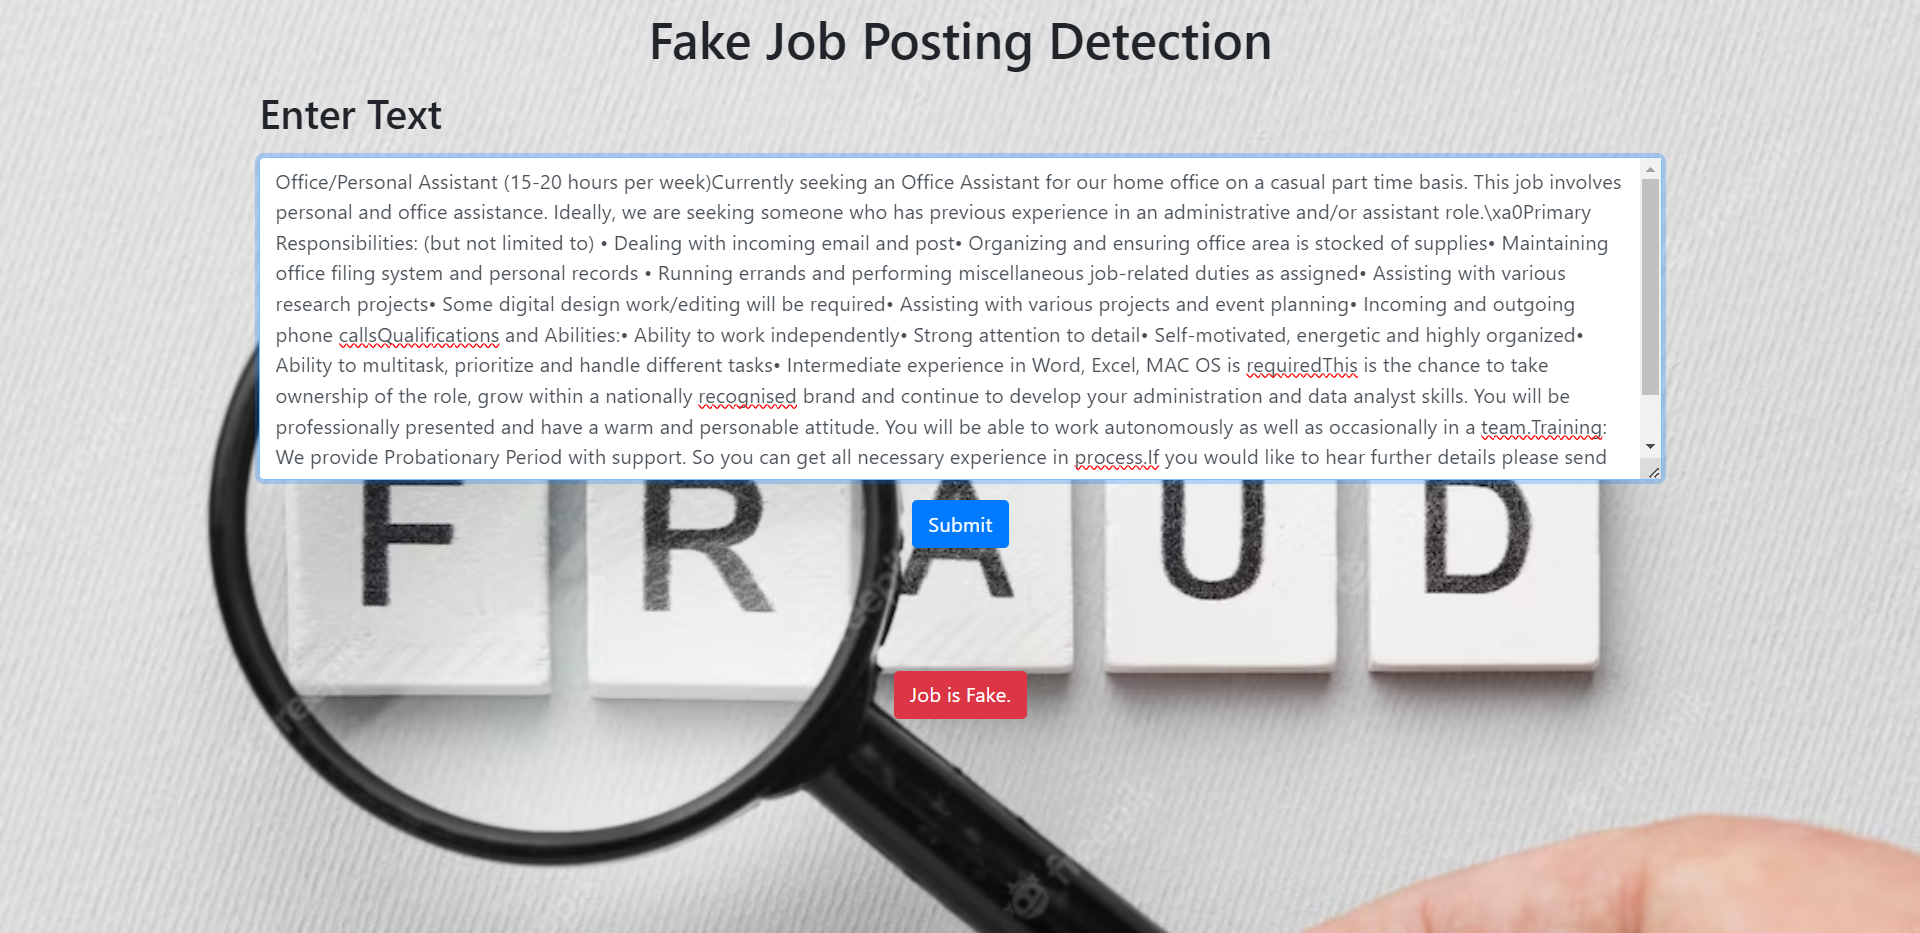 Fake Job Posting Detection
Enter Text
Office/Personal Assistant (15-20 hours per week)Currently seeking an Office Assistant for our home office on a casual part time basis. This job involves
personal and office assistance. Ideally, we are seeking someone who has previous experience in an administrative and/or assistant role.\xa0Primary
Responsibilities: (but not limited to) • Dealing with incoming email and post• Organizing and ensuring office area is stocked of supplies• Maintaining
office filing system and personal records • Running errands and performing miscellaneous job-related duties as assigned• Assisting with various
research projects• Some digital design work/editing will be required• Assisting with various projects and event planning• Incoming and outgoing
phone callsQualifications and Abilities:• Ability to work independently• Strong attention to detail• Self-motivated, energetic and highly organized•
Ability to multitask, prioritize and handle different tasks• Intermediate experience in Word, Excel, MAC OS is requiredThis is the chance to take
ownership of the role, grow within a nationally recognised brand and continue to develop your administration and data analyst skills. You will be
professionally presented and have a warm and personable attitude. You will be able to work autonomously as well as occasionally in a team.Training:
We provide Probationary Period with support. So you can get all necessary experience in process.If you would like to hear further details please send
Submit
FRAUD
Job is Fake.